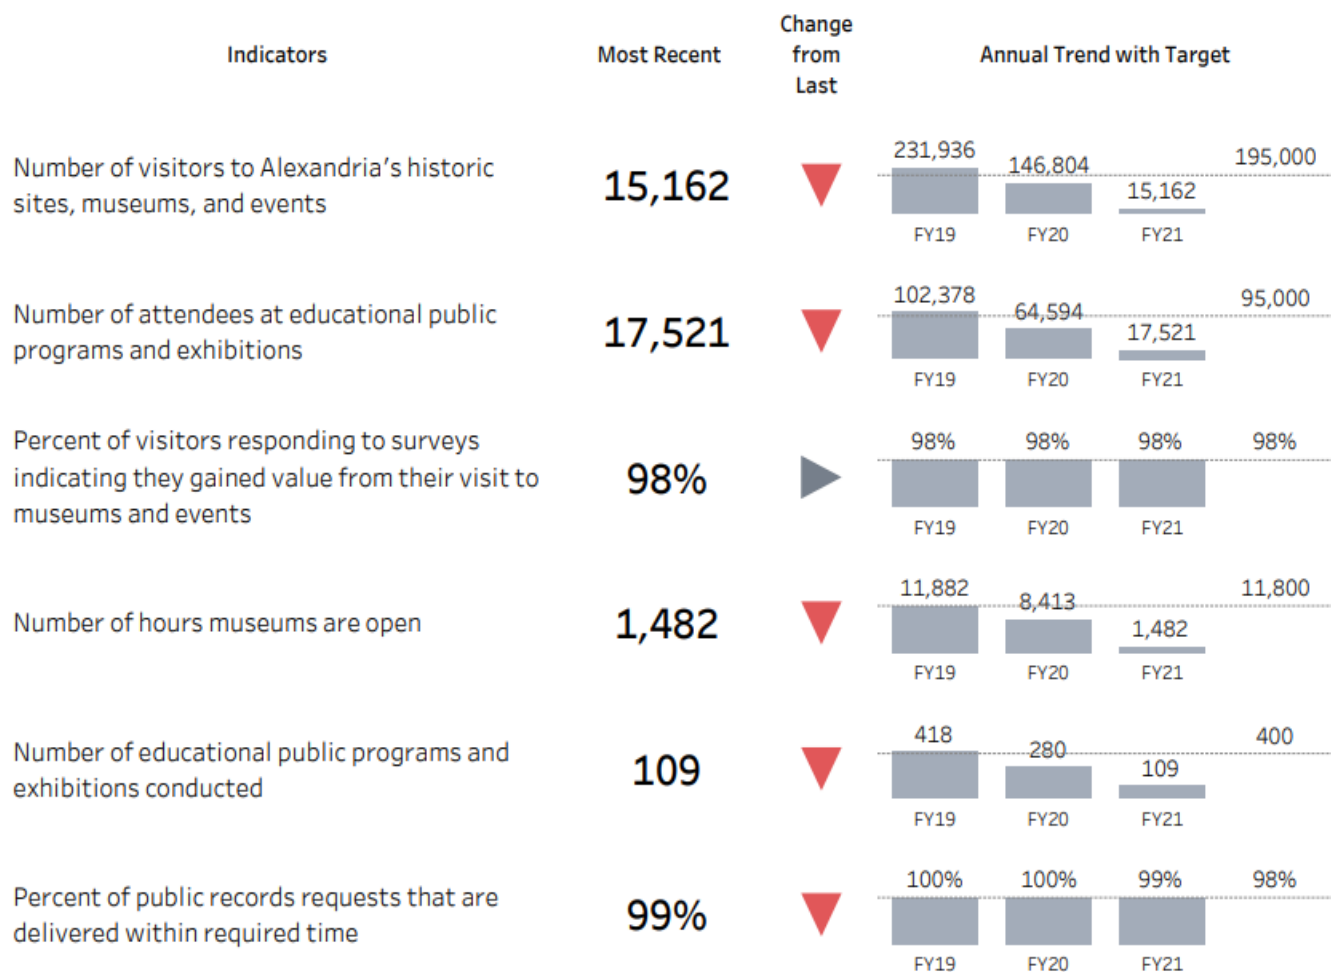 Indicators
Most Recent
Change
from
Last
Annual Trend with Target
Number of visitors to Alexandria's historic
sites, museums, and events
15,162
231,936
146,804
15,162
195,000
FY19
FY20
FY21
Number of attendees at educational public
programs and exhibitions
17,521
102,378
64,594
17,521
95,000
FY19
FY20
FY21
Percent of visitors responding to surveys
indicating they gained value from their visit to
museums and events
98%
98%
98%
98%
98%
FY19
FY20
FY21
Number of hours museums are open
1,482
11,882
8,413
1,482
11,800
FY19
FY20
FY21
Number of educational public programs and
exhibitions conducted
109
418
280
109
400
FY19
FY20
FY21
Percent of public records requests that are
delivered within required time
99%
100%
100%
99%
98%
FY19
FY20
FY21